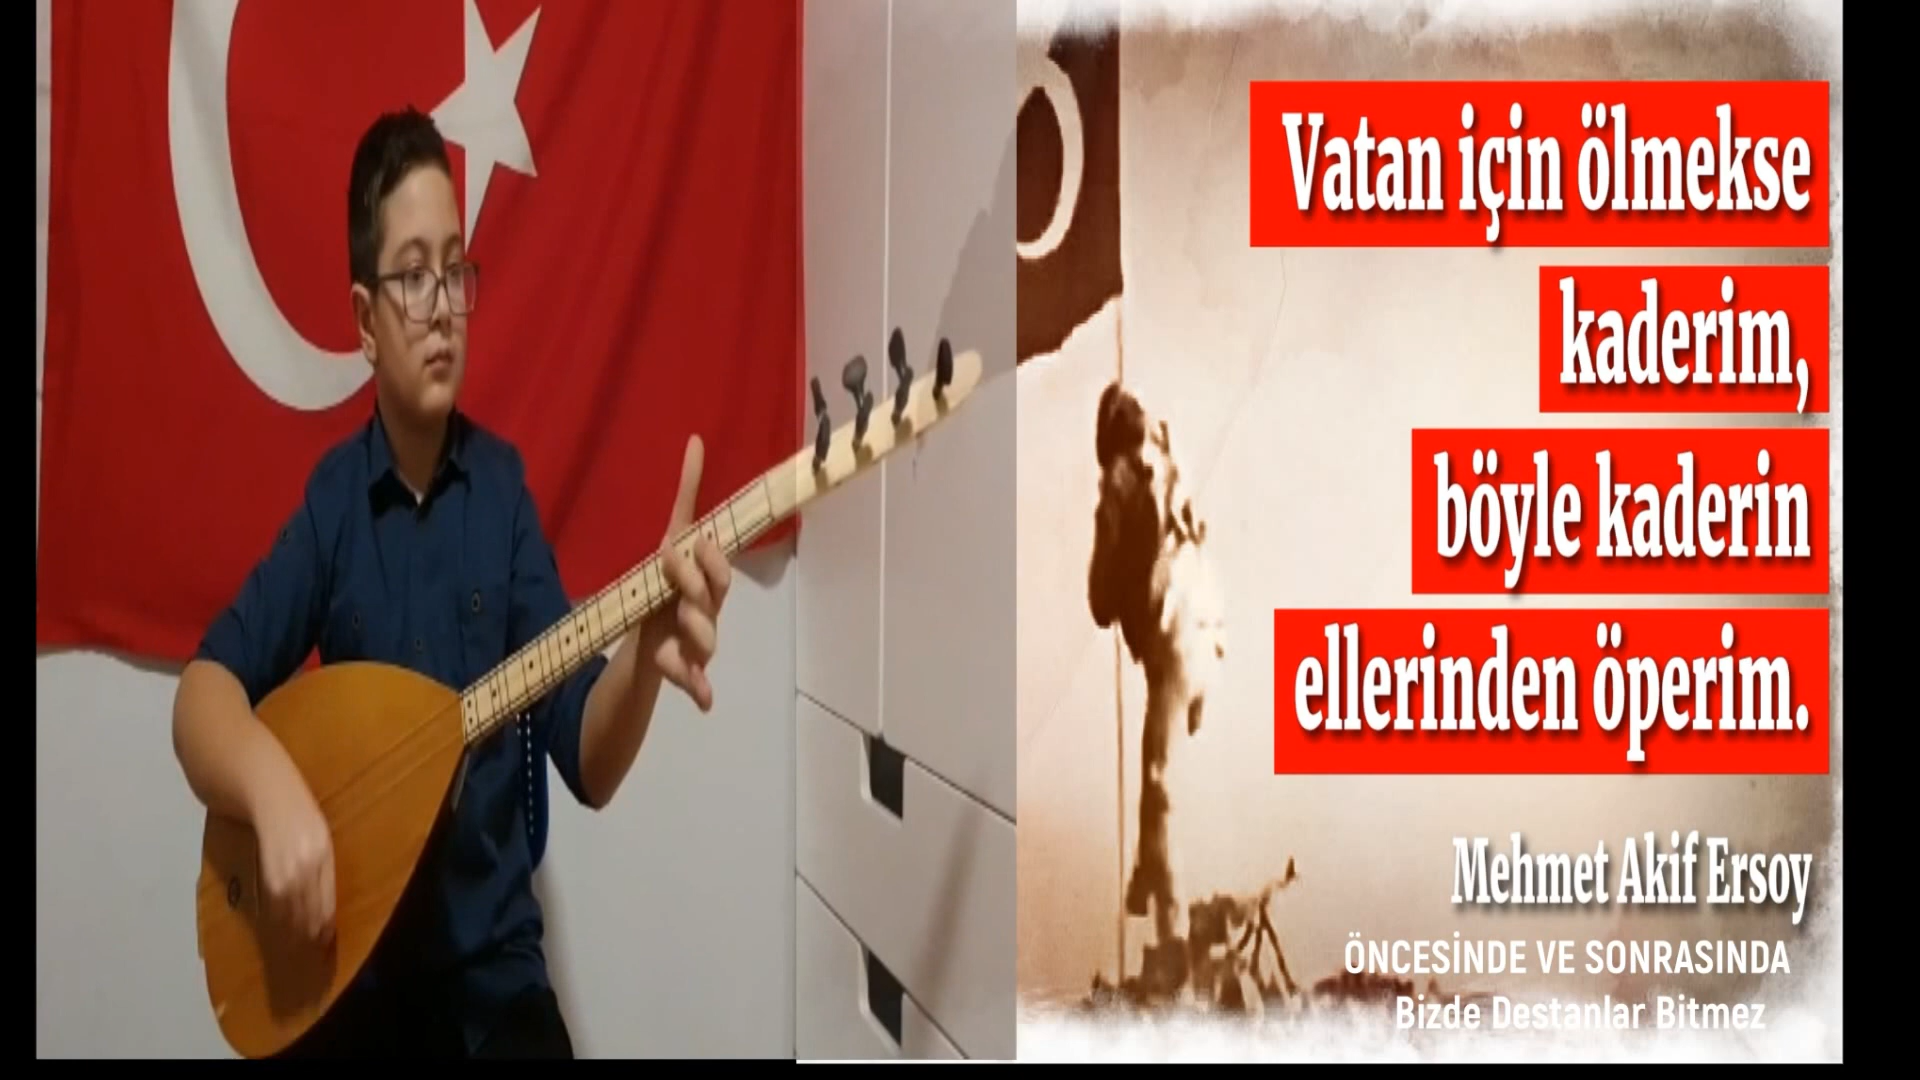 Vatan için ölmekse
kaderim,
böyle kaderin
ellerinden öperim.
Mehmet Akif Ersoy
ÖNCESİNDE VE SONRASINDA
Bizde Destanlar Bitmez